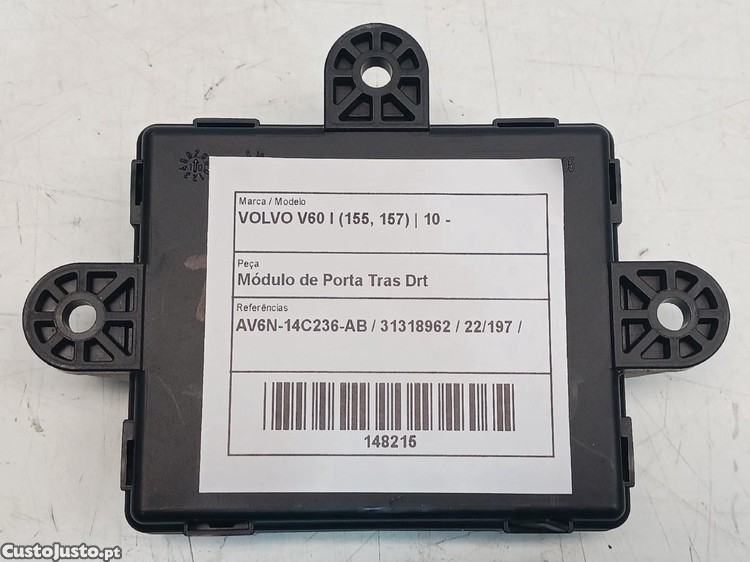 Marca / Modelo
VOLVO V60 I (155, 157) | 10 -
Peça
Módulo de Porta Tras Drt
Referências
AV6N-14C236-AB / 31318962 / 22/197 /
148215
CustoJusto.pt